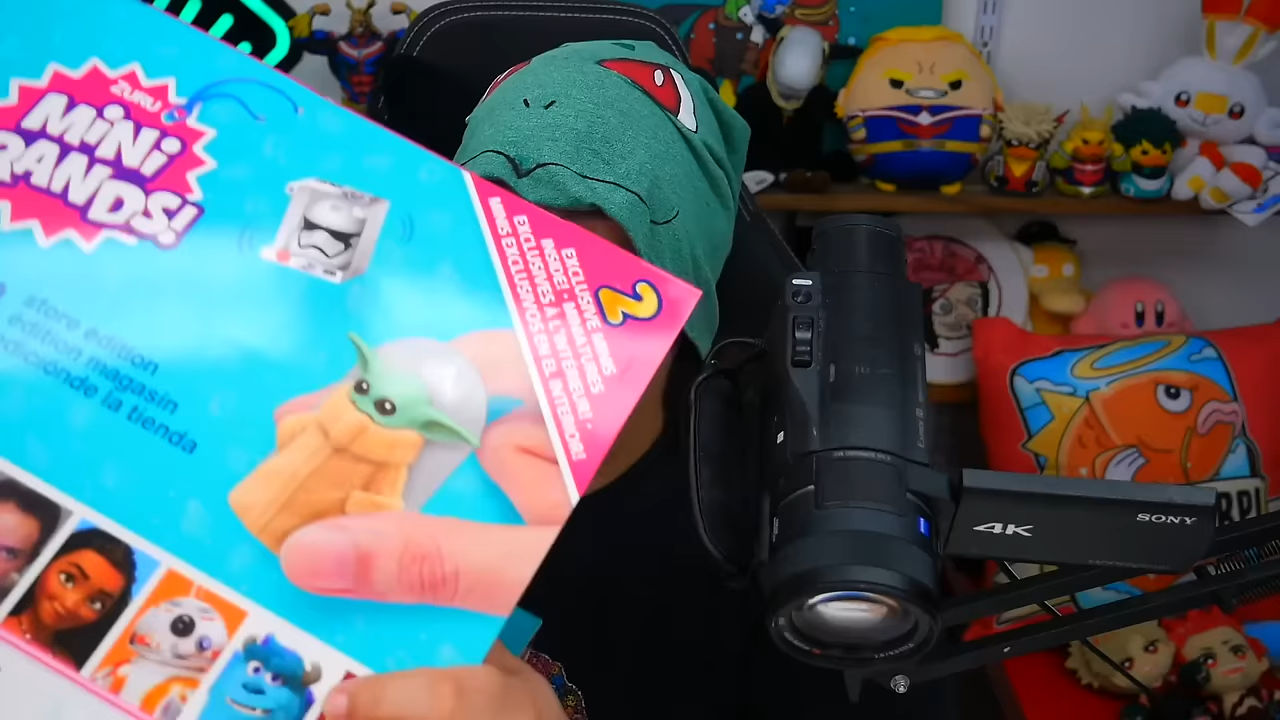 ZURU
MiNi
RANDS!
store edition
édition magasin
edición de la tienda
2
EXCLUSIVE MINIS
INSIDE! • MINIATURES
EXCLUSIVES À L'INTÉRIEUR! •
MINIS EXCLUSIVOS EN EL INTERIOR!
4K
SONY